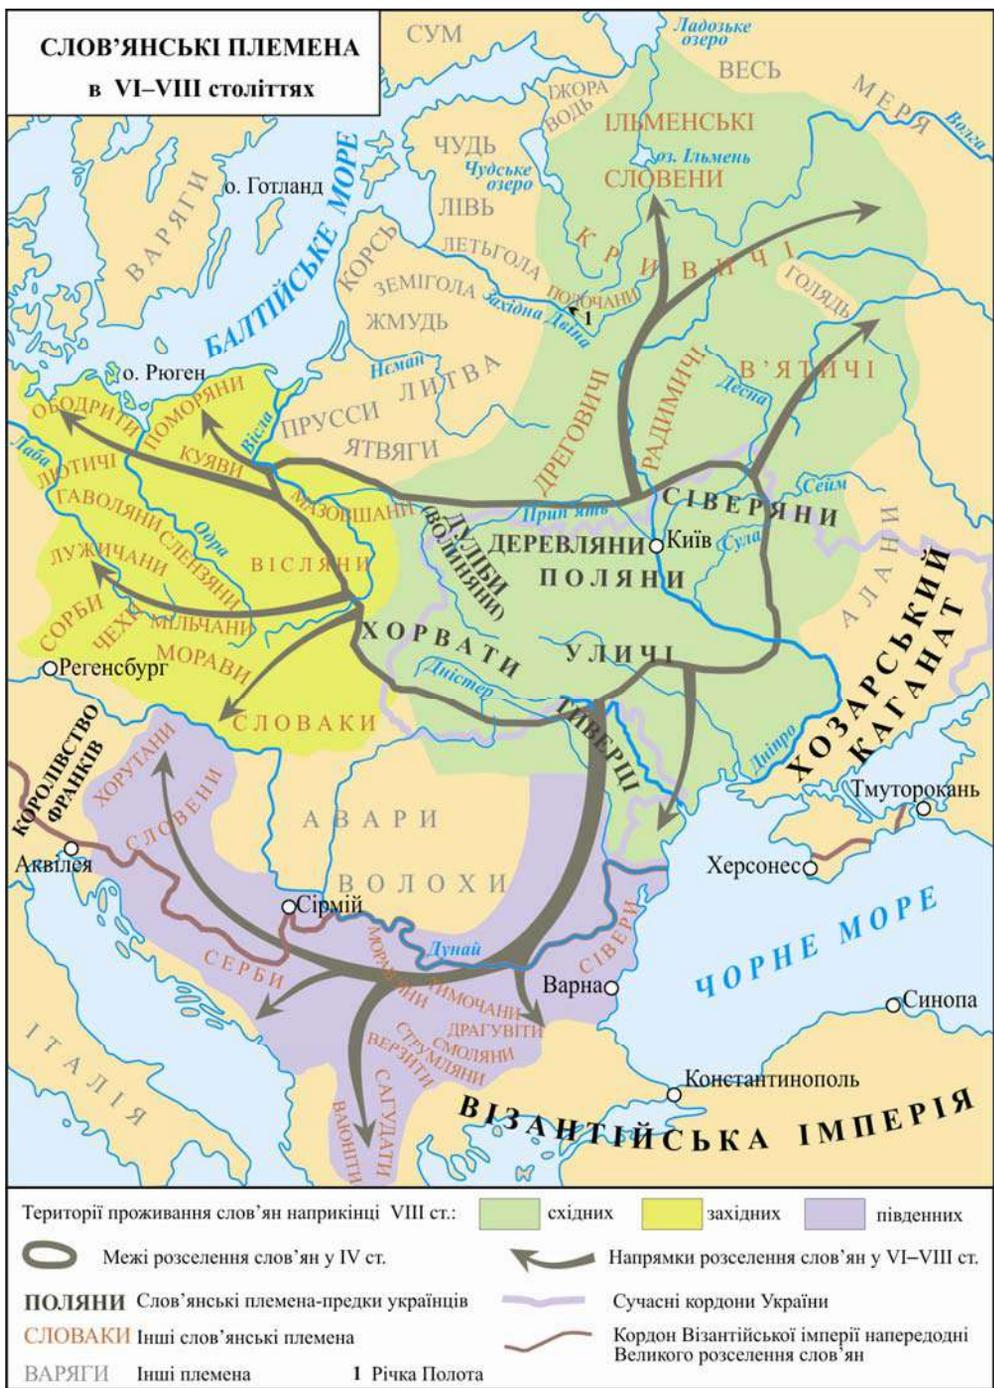 СЛОВ’ЯНСЬКІ ПЛЕМЕНА
в VI–VIII століттях
СУМ
Ладозьке
озеро
ВЕСЬ
МЕРЯ
Волга
ІЖОРА
ВОДЬ
ІЛЬМЕНСЬКІ
оз. Ільмень
СЛОВЕНИ
ЧУДЬ
Чудське
озеро
ВАРЯГИ
о. Готланд
БАЛТІЙСЬКЕ МОРЕ
ЛІВЬ
КОРСЬ
ЛЕТЬГОЛА
КРИВИЧІ
ЗЕМІГОЛА
Західна Двіна
ПОЛОЧАНИ
1
ГОЛЯДЬ
ЖМУДЬ
о. Рюген
Нєман
ЛИТВА
ПРУССИ
ЯТВЯГИ
ДРЕГОВИЧІ
РАДИМИЧІ
В’ЯТИЧІ
Десна
ОБОДРИТИ
ПОМОРЯНИ
Вісла
Лаба
ЛЮТИЧІ
КУЯВИ
ГАВОЛЯНИ
СЛЕНЗЯНИ
Одра
МАЗОВШАНИ
ЛУЖИЧАНИ
ВІСЛЯНИ
СОРБИ
ЧЕХИ
МІЛЬЧАНИ
МОРАВИ
СЛОВАКИ
Регенсбург
ДУЛІБИ
(ВОЛИНЯНИ)
Прип’ять
СІВЕРЯНИ
Сейм
ДЕРЕВЛЯНИ
Київ
Сула
ПОЛЯНИ
ХОРВАТИ
УЛИЧІ
Дністер
ТИВЕРЦІ
Дніпро
АЛАНИ
ХОЗАРСЬКИЙ
КАГАНАТ
КОРОЛІВСТВО
ФРАНКІВ
ХОРУТАНИ
СЛОВЕНИ
АВАРИ
ВОЛОХИ
Тмуторокань
Херсонес
Аквілея
Сірмій
Дунай
СЕРБИ
МОРАВЯНИ
ТИМОЧАНИ
СІВЕРИ
Варна
ЧОРНЕ МОРЕ
Синопа
ДРАГУВІТИ
СМОЛЯНИ
СТРУМЛЯНИ
ВЕРЗИТИ
САГУДАТИ
ВАЮНІТИ
ІТАЛІЯ
Константинополь
ВІЗАНТІЙСЬКА ІМПЕРІЯ
Території проживання слов’ян наприкінці VIII ст.: східних західних південних
Межі розселення слов’ян у IV ст.
Напрямки розселення слов’ян у VI–VIII ст.
ПОЛЯНИ Слов’янські племена-предки українців
Сучасні кордони України
СЛОВАКИ Інші слов’янські племена
Кордон Візантійської імперії напередодні
Великого розселення слов’ян
ВАРЯГИ Інші племена
1 Річка Полота